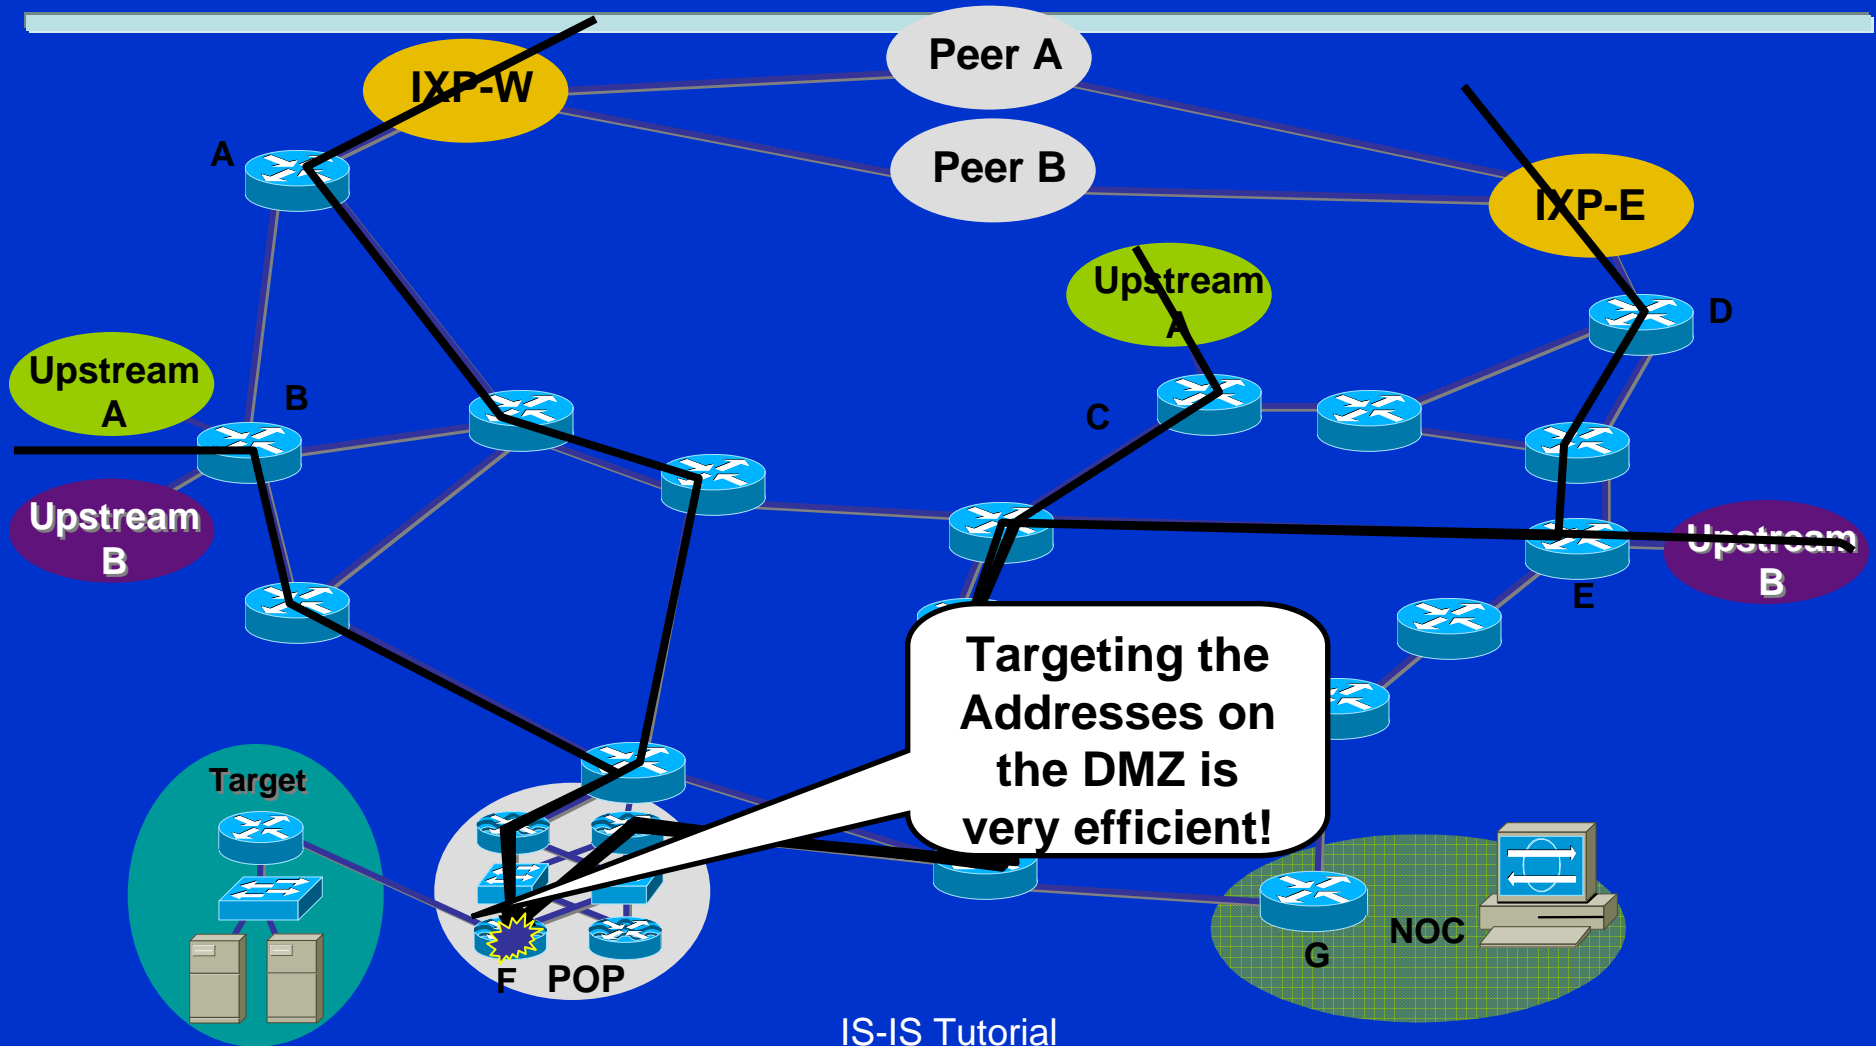 IXP-W
Peer A
Peer B
A
IXP-E
Upstream
A
D
Upstream
A
B
C
Upstream
B
Upstream
B
E
Targeting the
Addresses on
the DMZ is
very efficient!
Target
F
POP
G
NOC
IS-IS Tutorial